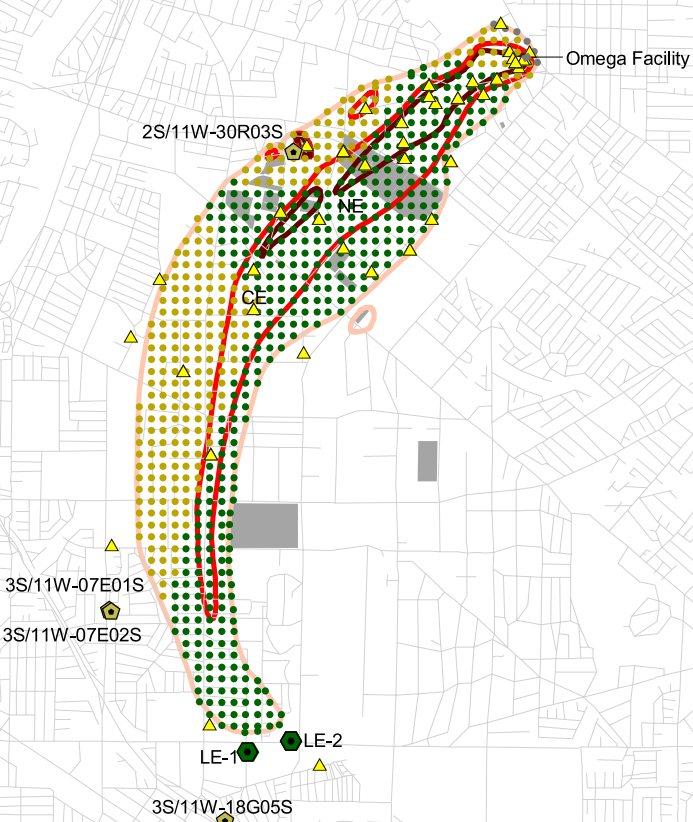 Omega Facility
2S/11W-30R03S
NE
CE
3S/11W-07E01S
3S/11W-07E02S
LE-2
LE-1
3S/11W-18G05S